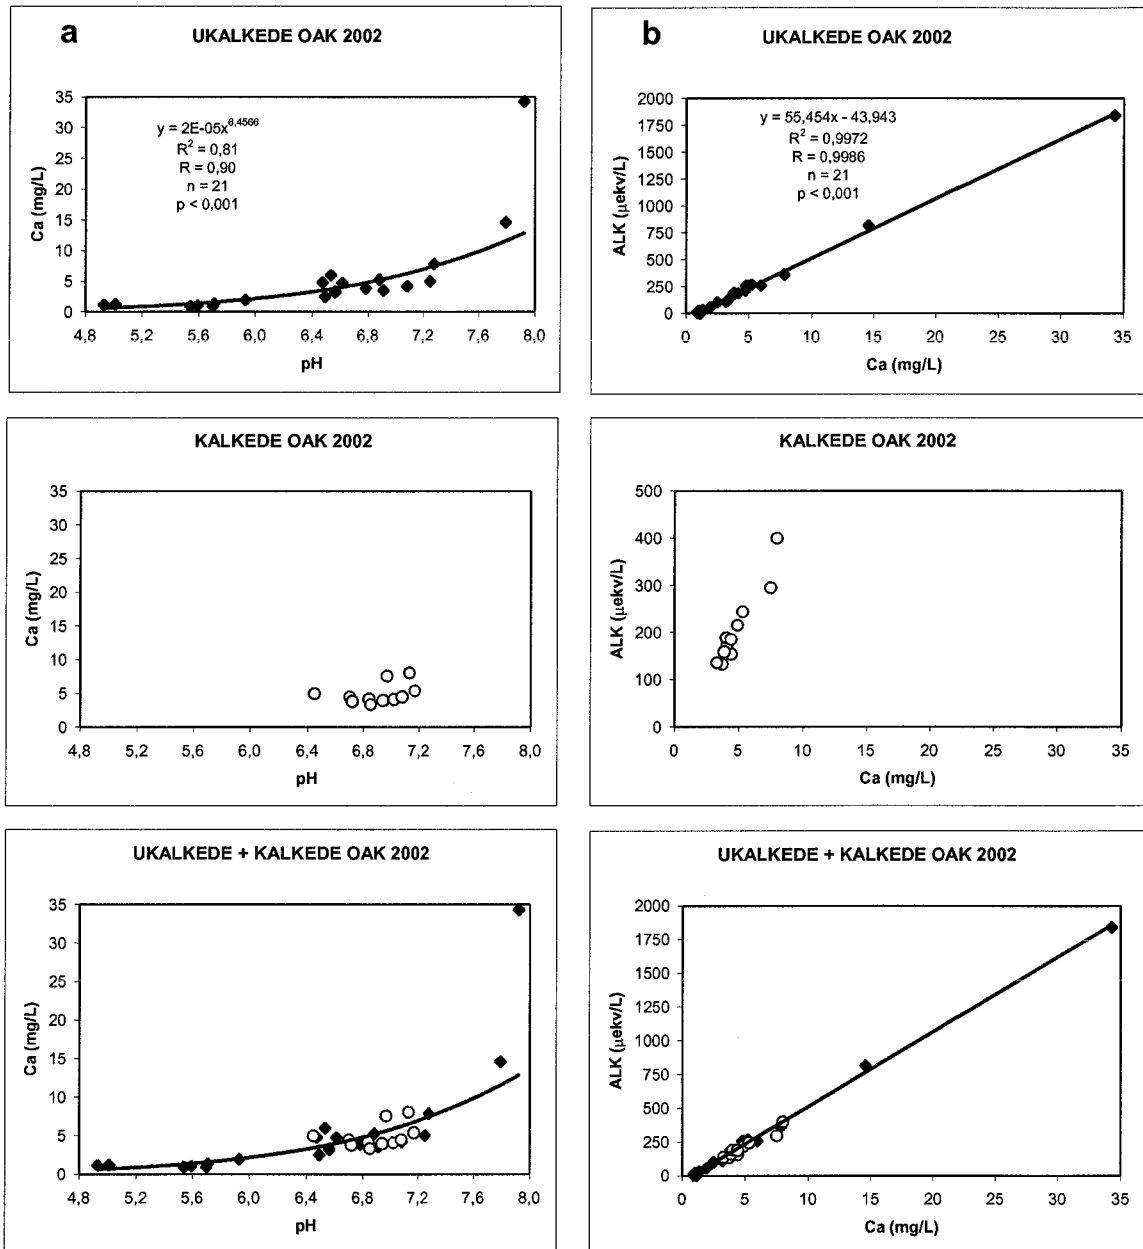 a
UKALKEDE OAK 2002
35
30
25
20
15
10
5
0
Ca (mg/L)
y = 2E-05x^6,4566
R² = 0,81
R = 0,90
n = 21
p < 0,001
4,8 5,2 5,6 6,0 6,4 6,8 7,2 7,6 8,0
pH
b
UKALKEDE OAK 2002
2000
1750
1500
1250
1000
750
500
250
0
ALK (µekv/L)
y = 55,454x - 43,943
R² = 0,9972
R = 0,9986
n = 21
p < 0,001
0 5 10 15 20 25 30 35
Ca (mg/L)
KALKEDE OAK 2002
35
30
25
20
15
10
5
0
Ca (mg/L)
4,8 5,2 5,6 6,0 6,4 6,8 7,2 7,6 8,0
pH
KALKEDE OAK 2002
500
400
300
200
100
0
ALK (µekv/L)
0 5 10 15 20 25 30 35
Ca (mg/L)
UKALKEDE + KALKEDE OAK 2002
35
30
25
20
15
10
5
0
Ca (mg/L)
4,8 5,2 5,6 6,0 6,4 6,8 7,2 7,6 8,0
pH
UKALKEDE + KALKEDE OAK 2002
2000
1750
1500
1250
1000
750
500
250
0
ALK (µekv/L)
0 5 10 15 20 25 30 35
Ca (mg/L)